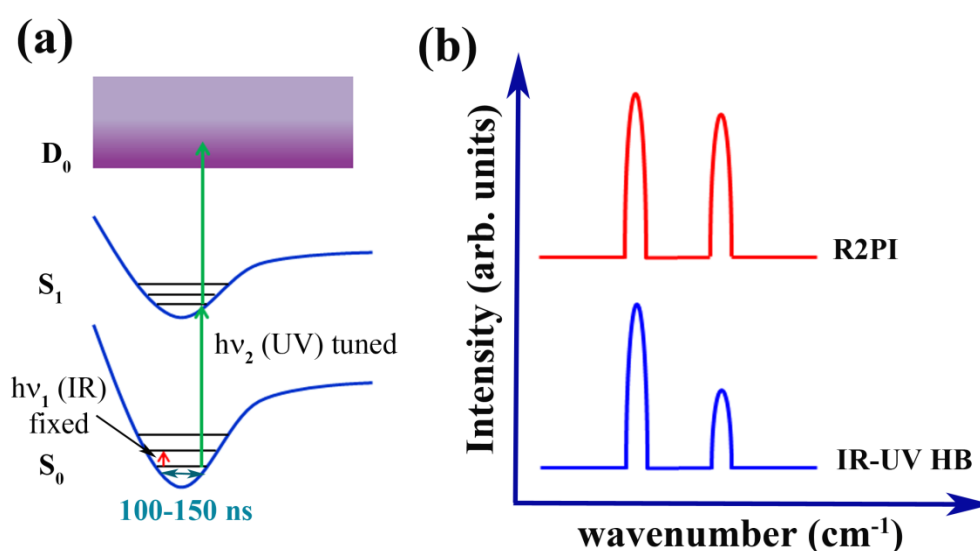 (a)
D₀
S₁
hν₂ (UV) tuned
hν₁ (IR)
fixed
S₀
100-150 ns
(b)
Intensity (arb. units)
R2PI
IR-UV HB
wavenumber (cm⁻¹)